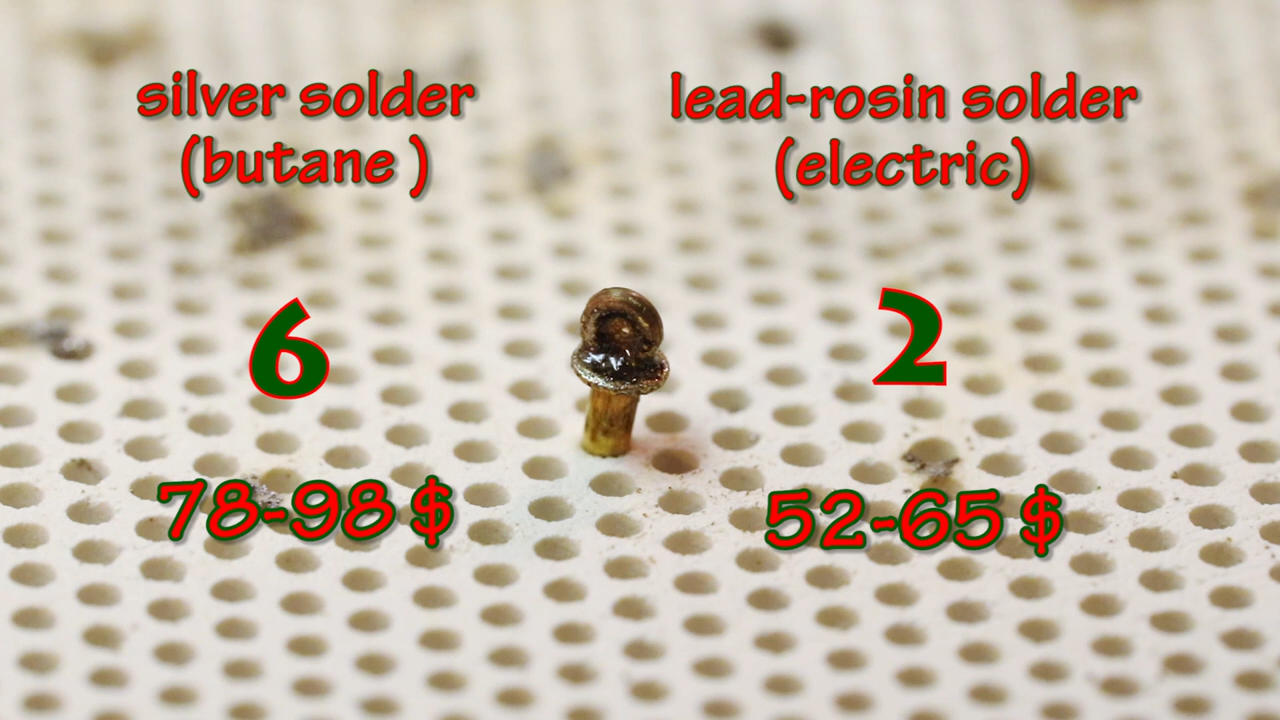 silver solder
(butane )
lead-rosin solder
(electric)
6
2
78-98 $
52-65 $